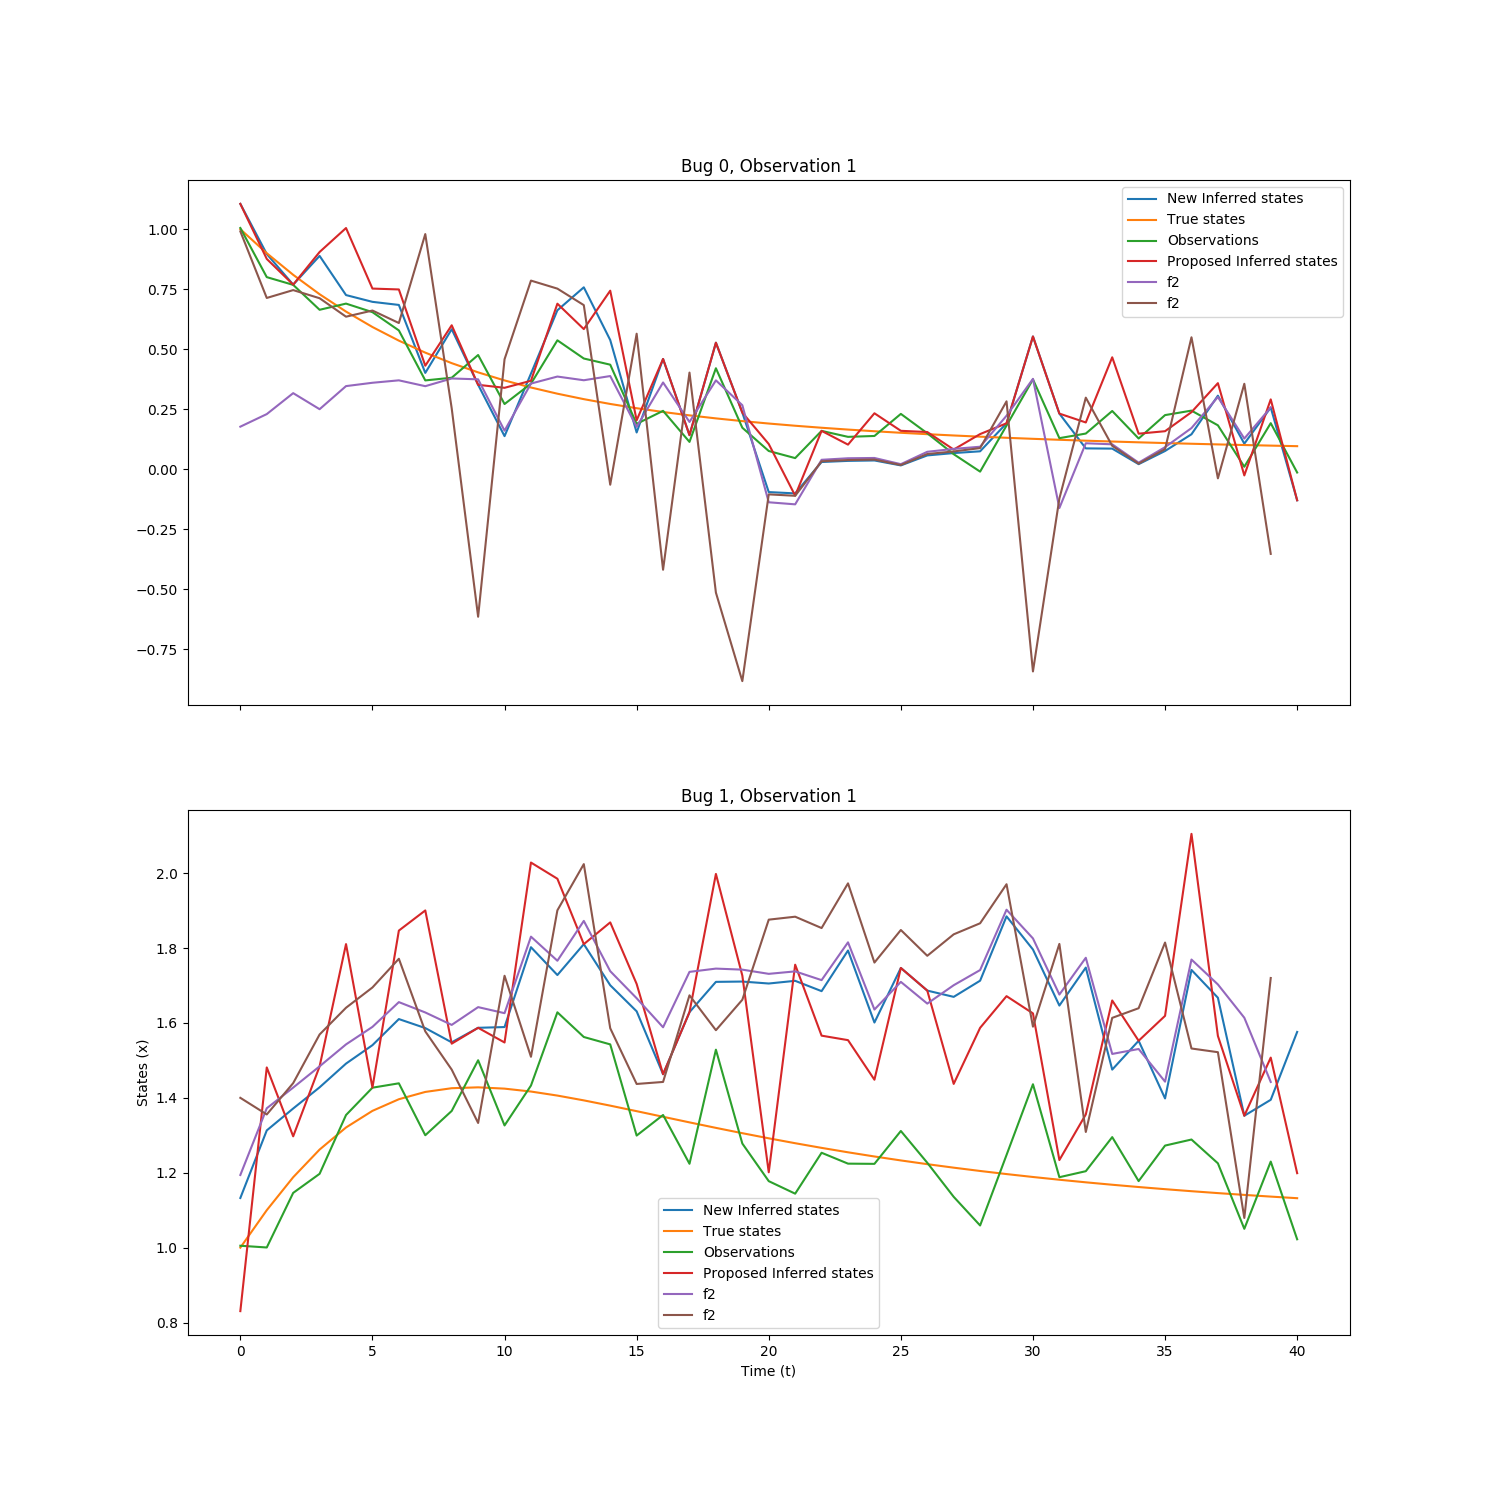 Bug 0, Observation 1
1.00
0.75
0.50
0.25
0.00
−0.25
−0.50
−0.75
New Inferred states
True states
Observations
Proposed Inferred states
f2
f2
Bug 1, Observation 1
States (x)
2.0
1.8
1.6
1.4
1.2
1.0
0.8
New Inferred states
True states
Observations
Proposed Inferred states
f2
f2
0 5 10 15 20 25 30 35 40
Time (t)